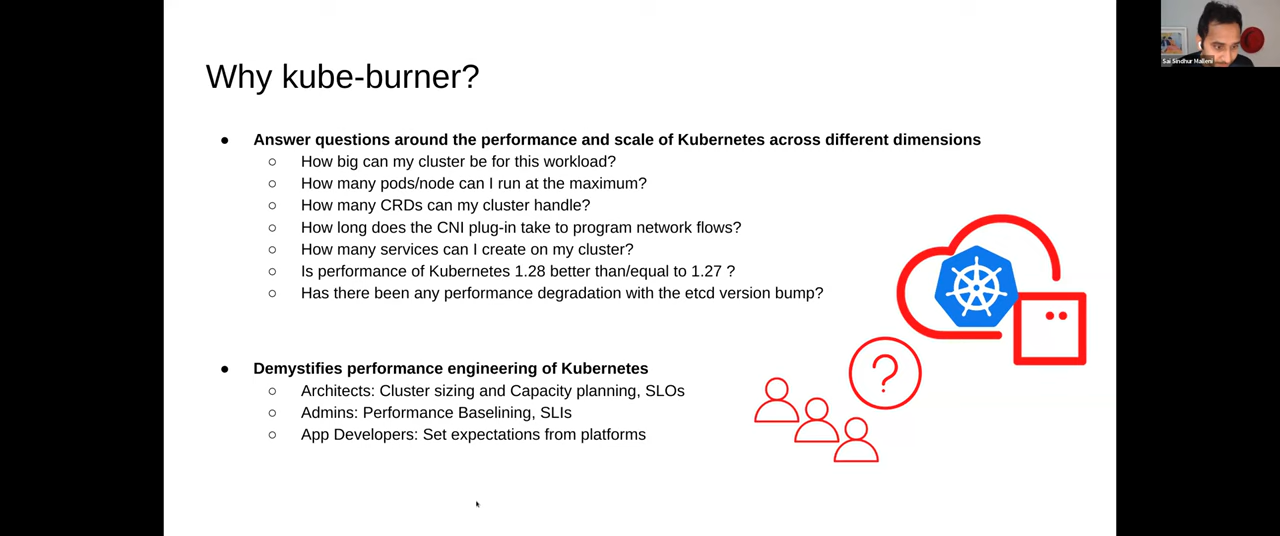 Why kube-burner?
● Answer questions around the performance and scale of Kubernetes across different dimensions
○ How big can my cluster be for this workload?
○ How many pods/node can I run at the maximum?
○ How many CRDs can my cluster handle?
○ How long does the CNI plug-in take to program network flows?
○ How many services can I create on my cluster?
○ Is performance of Kubernetes 1.28 better than/equal to 1.27 ?
○ Has there been any performance degradation with the etcd version bump?
?
● Demystifies performance engineering of Kubernetes
○ Architects: Cluster sizing and Capacity planning, SLOs
○ Admins: Performance Baselining, SLIs
○ App Developers: Set expectations from platforms
Sai Sindhur Malleni